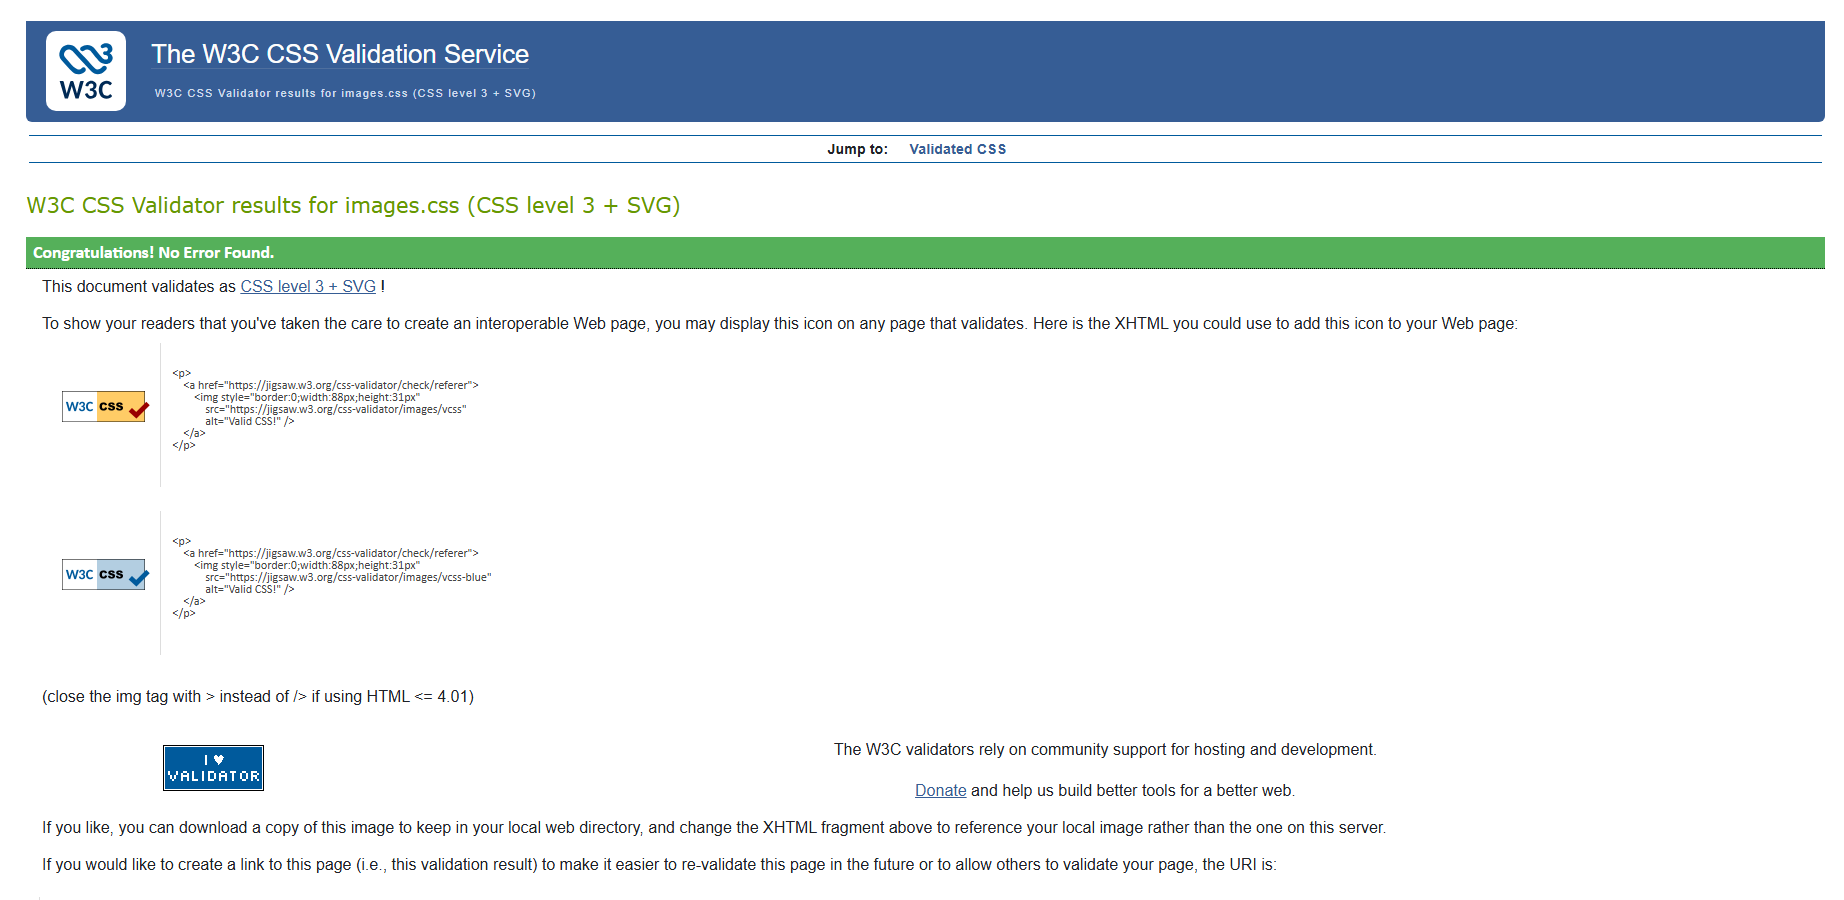 W3C
The W3C CSS Validation Service
W3C CSS Validator results for images.css (CSS level 3 + SVG)
Jump to: Validated CSS
W3C CSS Validator results for images.css (CSS level 3 + SVG)
Congratulations! No Error Found.
This document validates as CSS level 3 + SVG !
To show your readers that you've taken the care to create an interoperable Web page, you may display this icon on any page that validates. Here is the XHTML you could use to add this icon to your Web page:
W3C css
<p>
<a href="https://jigsaw.w3.org/css-validator/check/referer">
<img style="border:0;width:88px;height:31px"
src="https://jigsaw.w3.org/css-validator/images/vcss"
alt="Valid CSS!" />
</a>
</p>
W3C css
<p>
<a href="https://jigsaw.w3.org/css-validator/check/referer">
<img style="border:0;width:88px;height:31px"
src="https://jigsaw.w3.org/css-validator/images/vcss-blue"
alt="Valid CSS!" />
</a>
</p>
(close the img tag with > instead of /> if using HTML <= 4.01)
I ♥
VALIDATOR
The W3C validators rely on community support for hosting and development.
Donate and help us build better tools for a better web.
If you like, you can download a copy of this image to keep in your local web directory, and change the XHTML fragment above to reference your local image rather than the one on this server.
If you would like to create a link to this page (i.e., this validation result) to make it easier to re-validate this page in the future or to allow others to validate your page, the URI is: